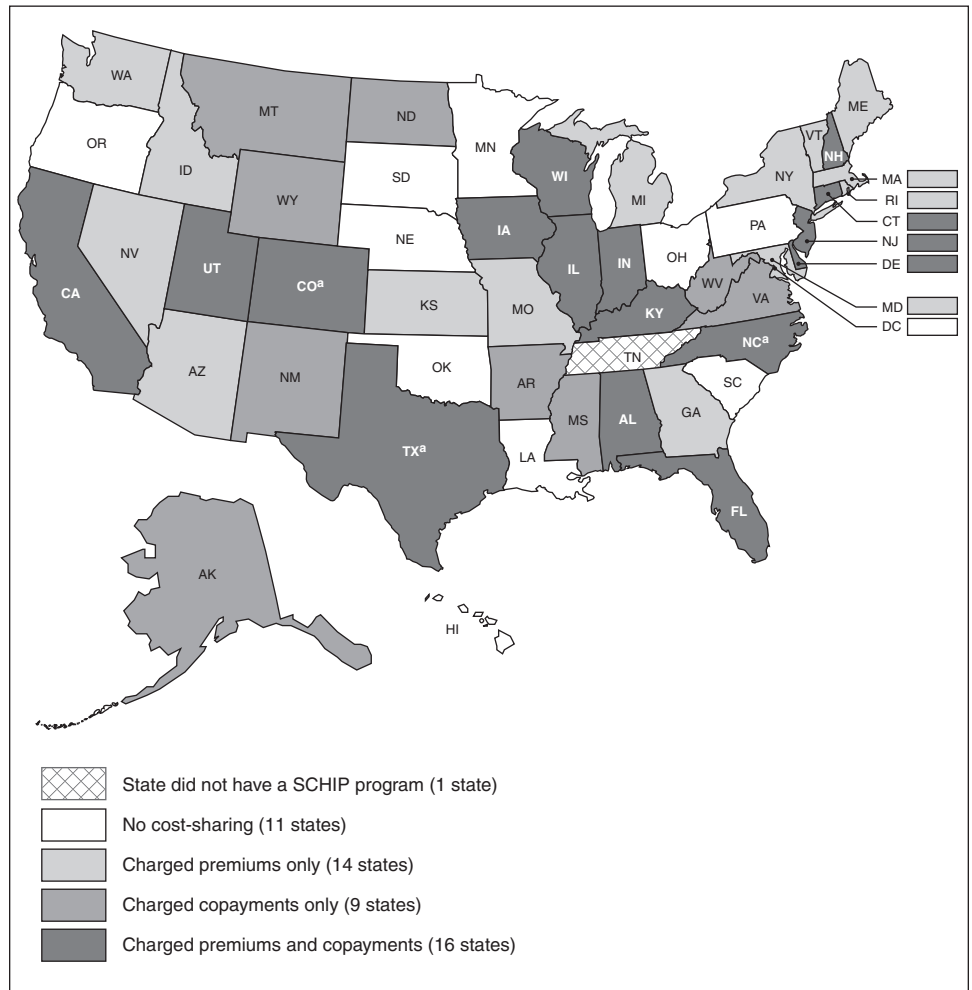 WA
MT
ND
MN
ME
OR
VT
NH
ID
SD
WI
NY
MA
WY
MI
RI
CT
NE
IA
PA
NJ
NV
UT
IL
IN
OH
DE
CA
COa
KS
MO
WV
VA
MD
KY
DC
AZ
NM
OK
AR
TN
NCa
SC
MS
AL
GA
TXa
LA
FL
AK
HI
State did not have a SCHIP program (1 state)
No cost-sharing (11 states)
Charged premiums only (14 states)
Charged copayments only (9 states)
Charged premiums and copayments (16 states)